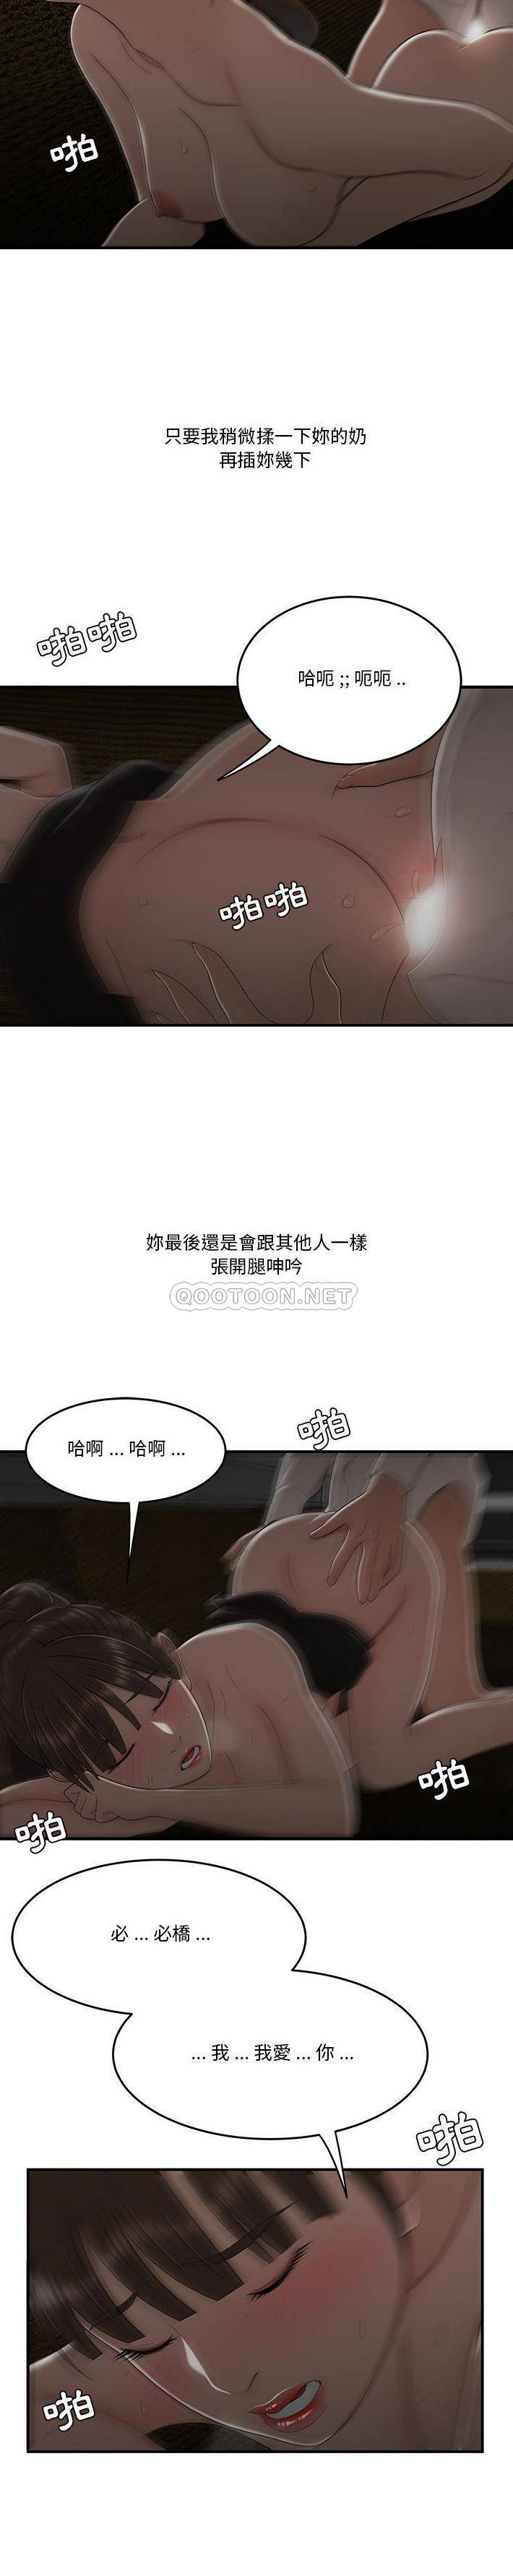 啪
只要我稍微揉一下妳的奶
再插妳幾下
啪啪
哈呃 ;; 呃呃 ..
啪啪
妳最後還是會跟其他人一樣
張開腿呻吟
QOOTOON.NET
啪
哈啊 ... 哈啊 ...
啪
啪
必 ... 必橋 ...
... 我 ... 我愛 ... 你 ...
啪
啪